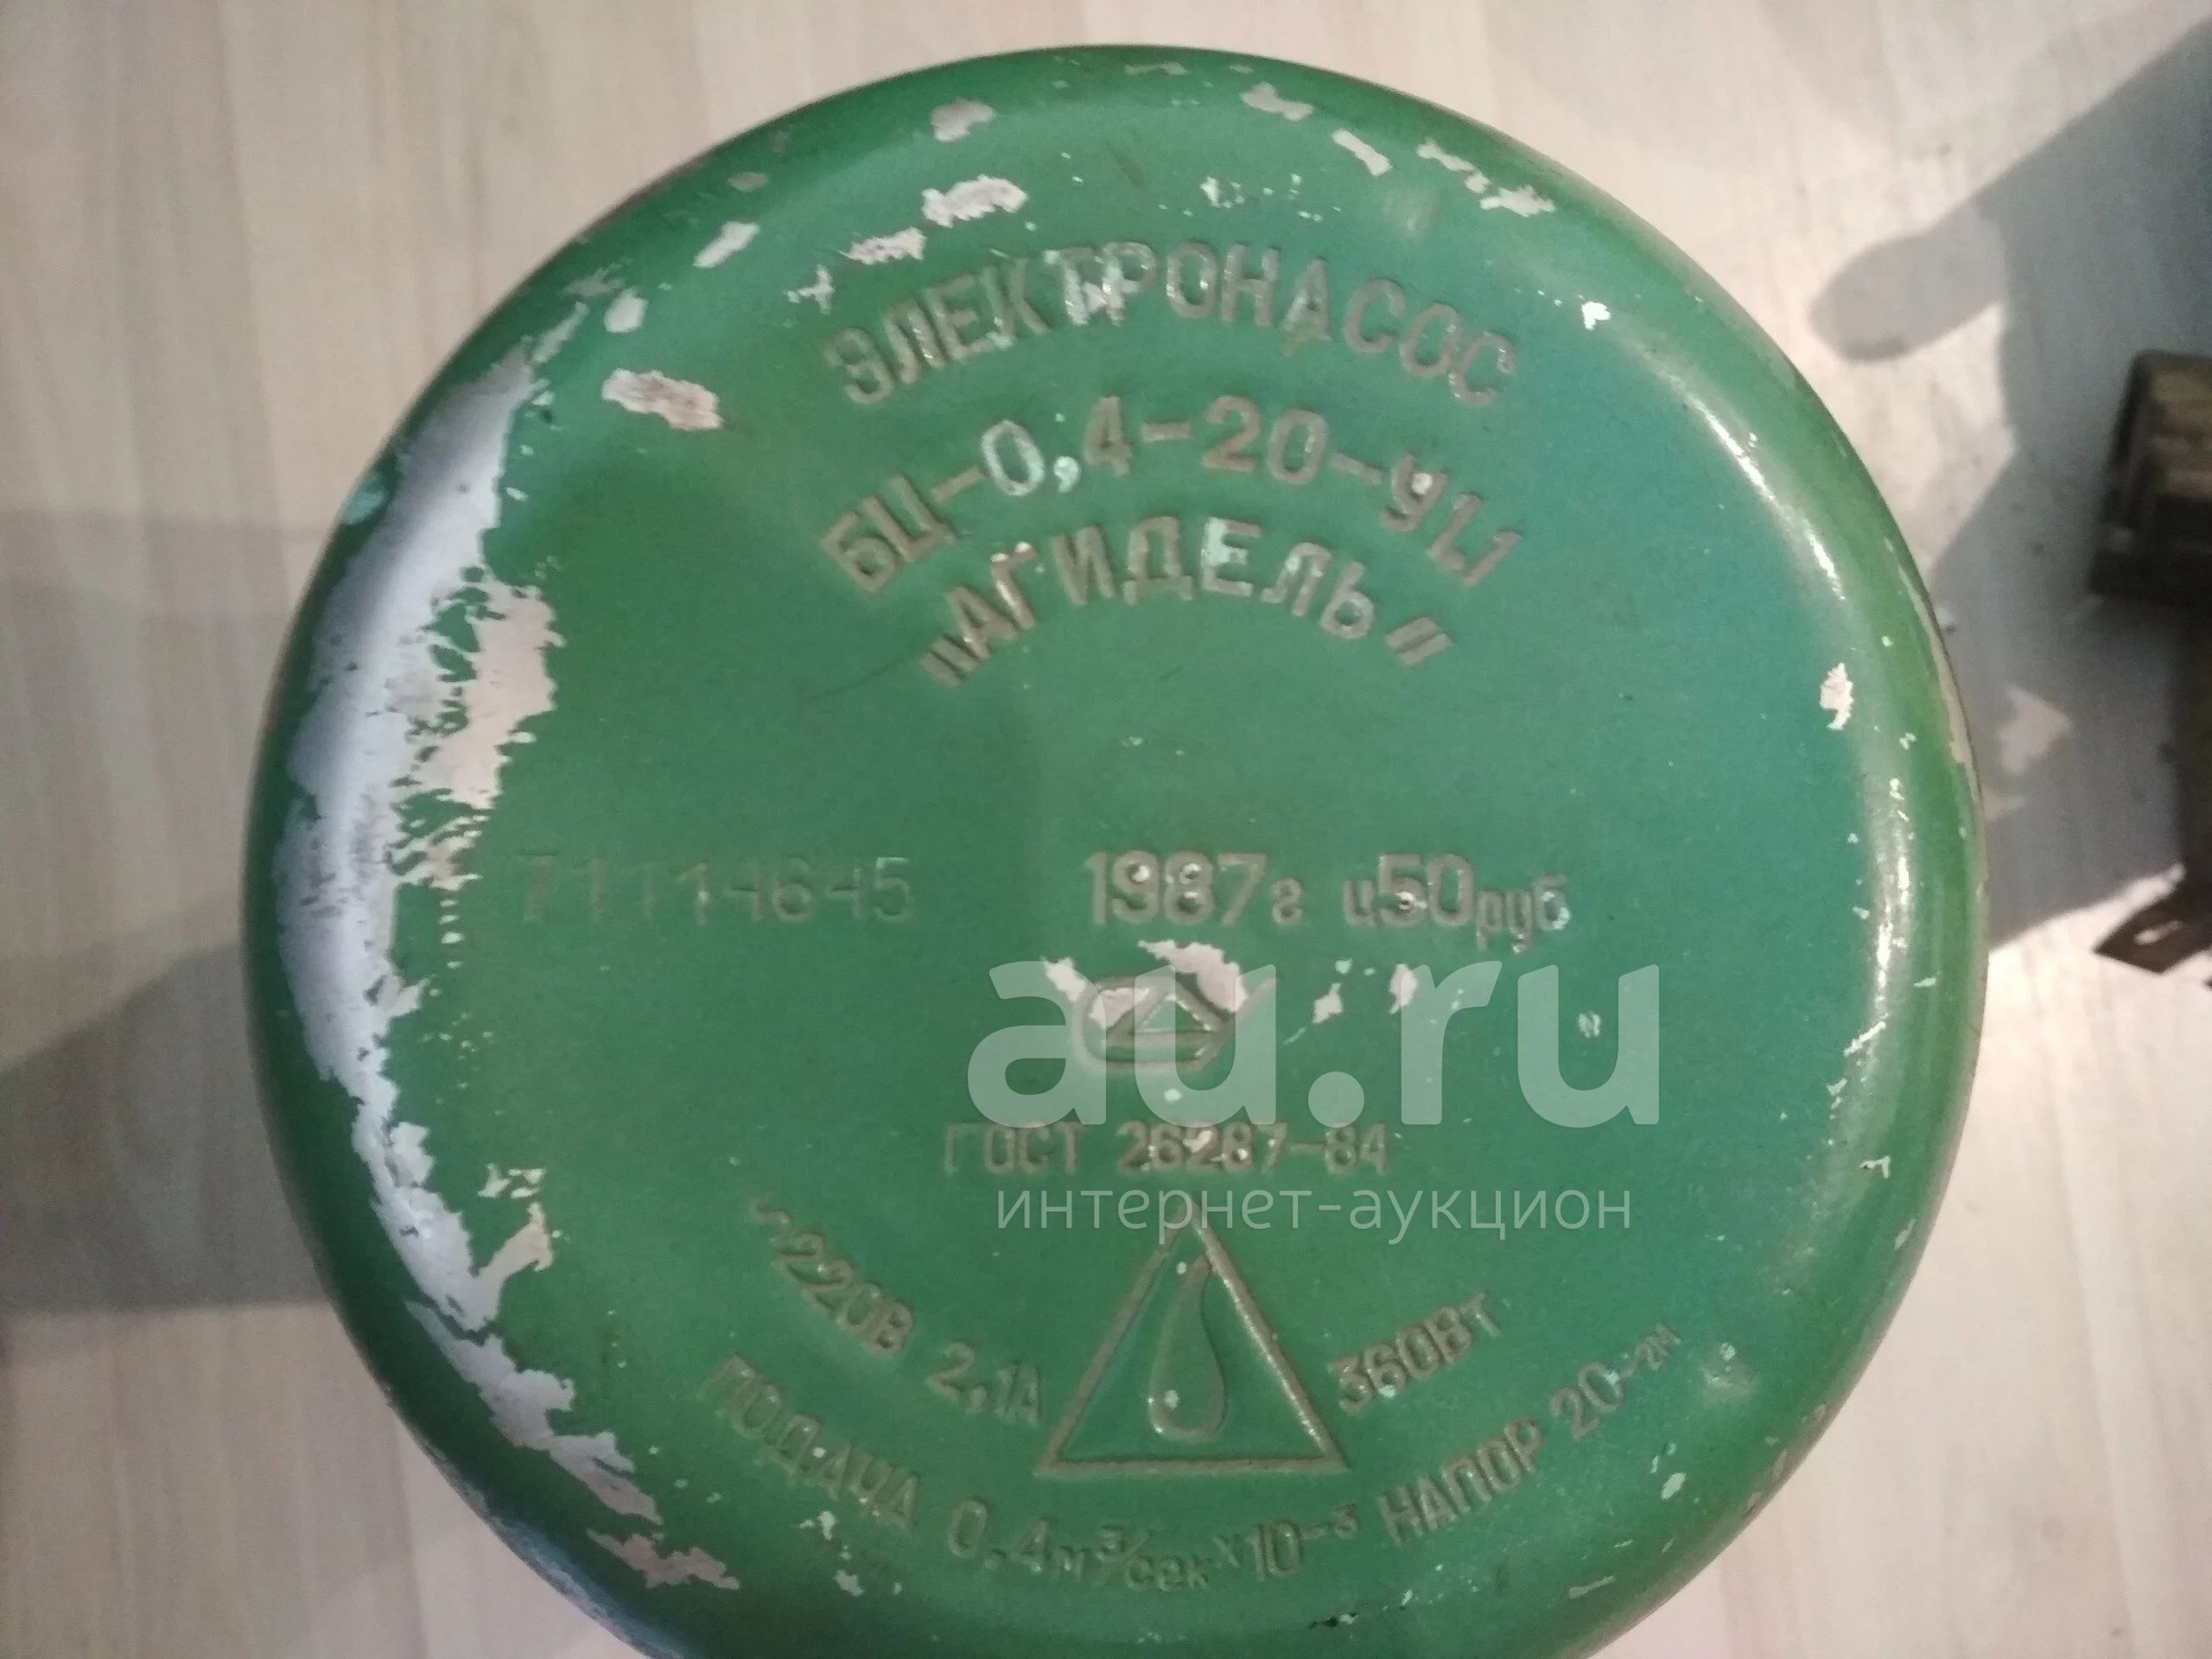 ЭЛЕКТРОНАСОС
БЦ-0,4-20-У1.1
"АГИДЕЛЬ"
71114645 1987г ц50руб
au.ru
ГОСТ 26287-84
интернет-аукцион
~220В 2,1А 360Вт
ПОДАЧА 0.4м³/сек×10⁻³ НАПОР 20⁻²м